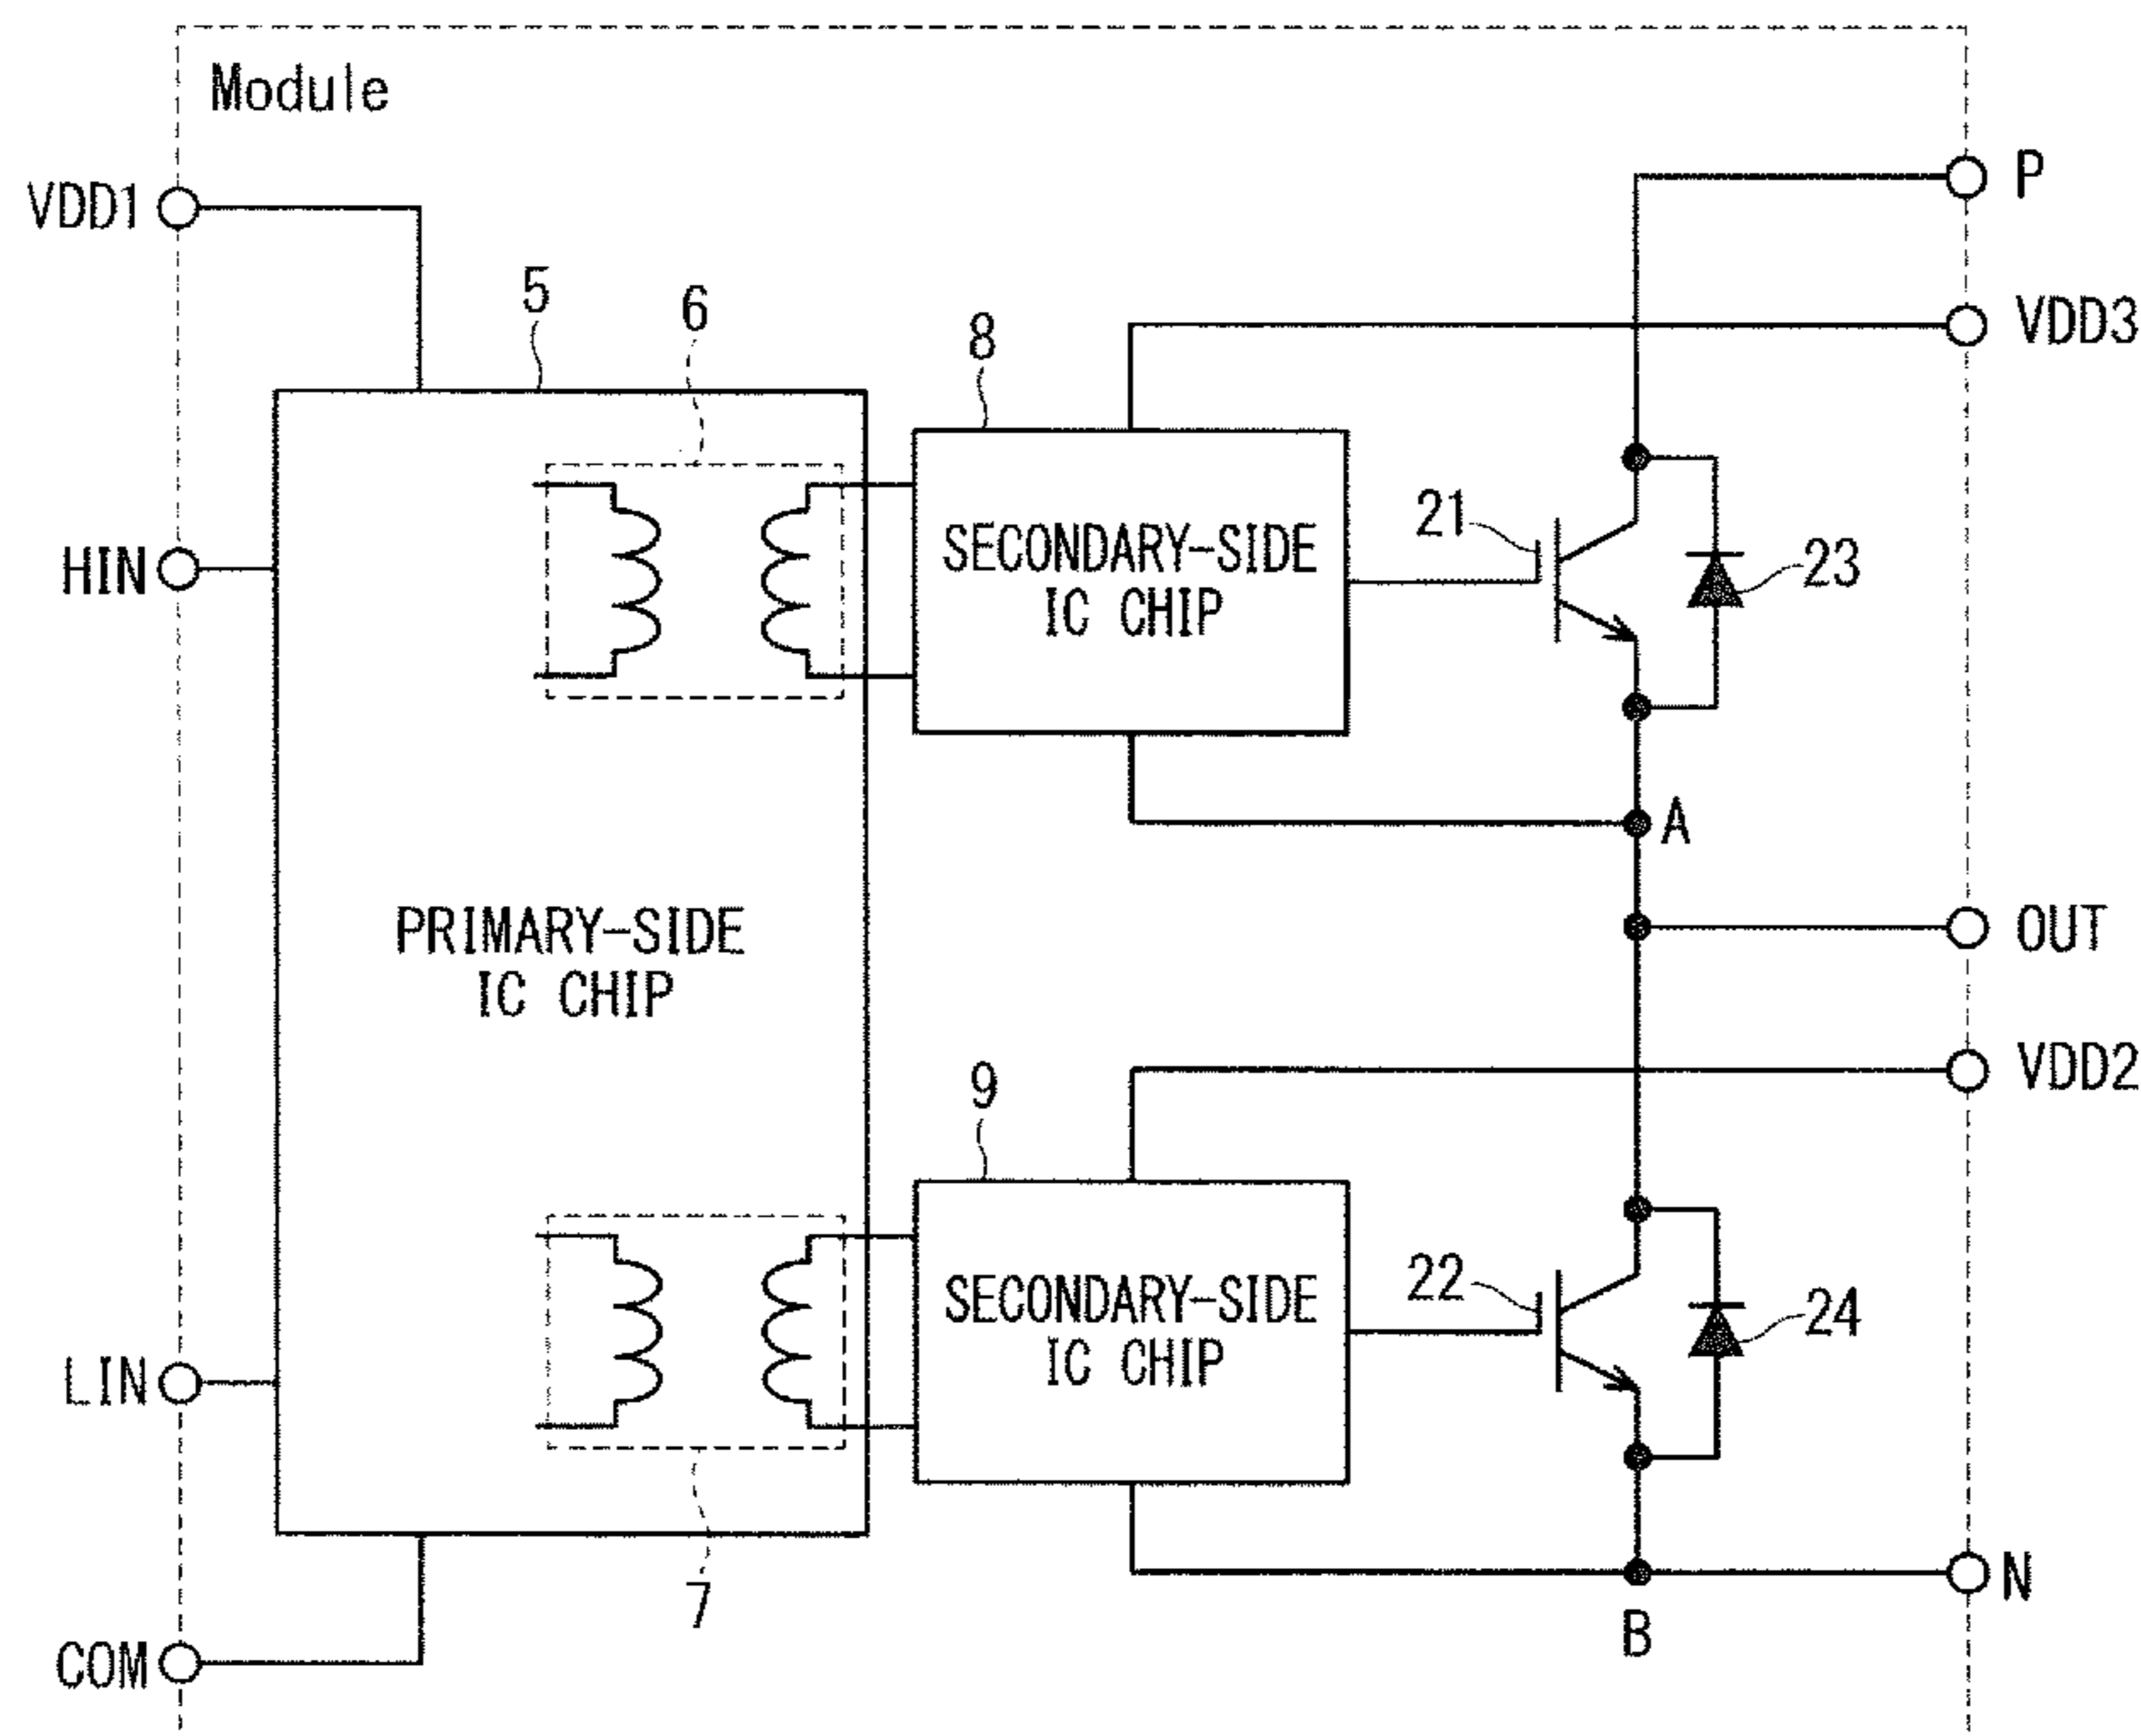 Module
P
VDD1
VDD3
5
6
8
HIN
SECONDARY-SIDE
IC CHIP
21
23
A
PRIMARY-SIDE
IC CHIP
OUT
VDD2
9
LIN
SECONDARY-SIDE
IC CHIP
22
24
7
N
B
COM